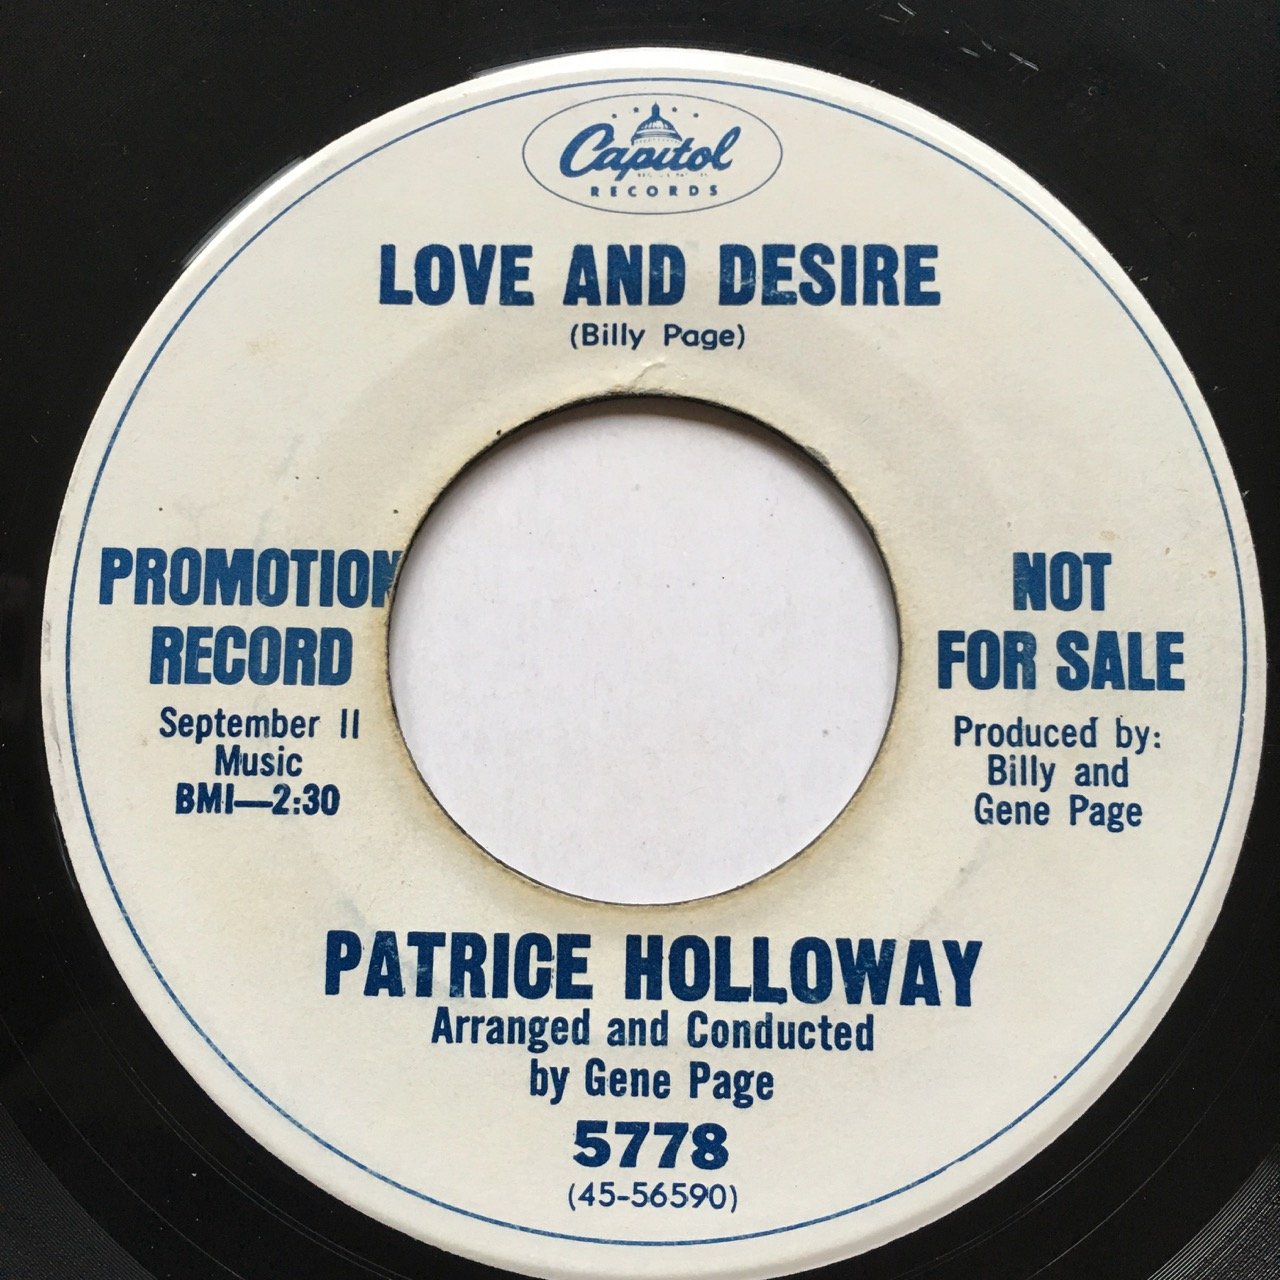 Capitol
RECORDS
LOVE AND DESIRE
(Billy Page)
PROMOTION
RECORD
September 11
Music
BMI—2:30
NOT
FOR SALE
Produced by:
Billy and
Gene Page
PATRICE HOLLOWAY
Arranged and Conducted
by Gene Page
5778
(45-56590)